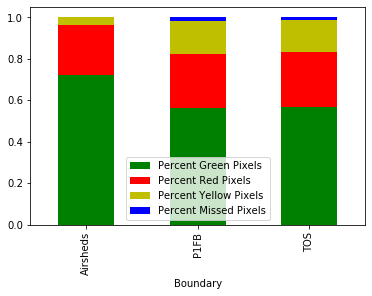 1.0
0.8
0.6
0.4
0.2
0.0
Percent Green Pixels
Percent Red Pixels
Percent Yellow Pixels
Percent Missed Pixels
Airsheds
P1FB
TOS
Boundary